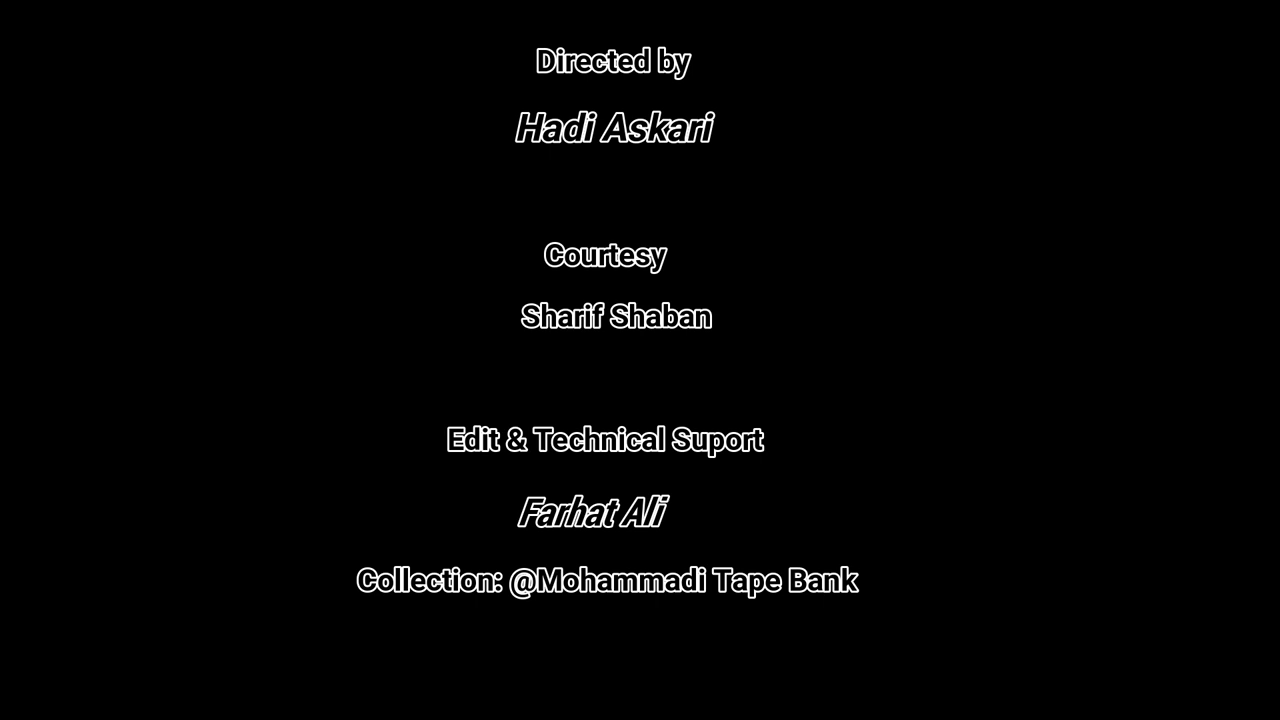 Directed by
Hadi Askari
Courtesy
Sharif Shaban
Edit & Technical Suport
Farhat Ali
Collection: @Mohammadi Tape Bank